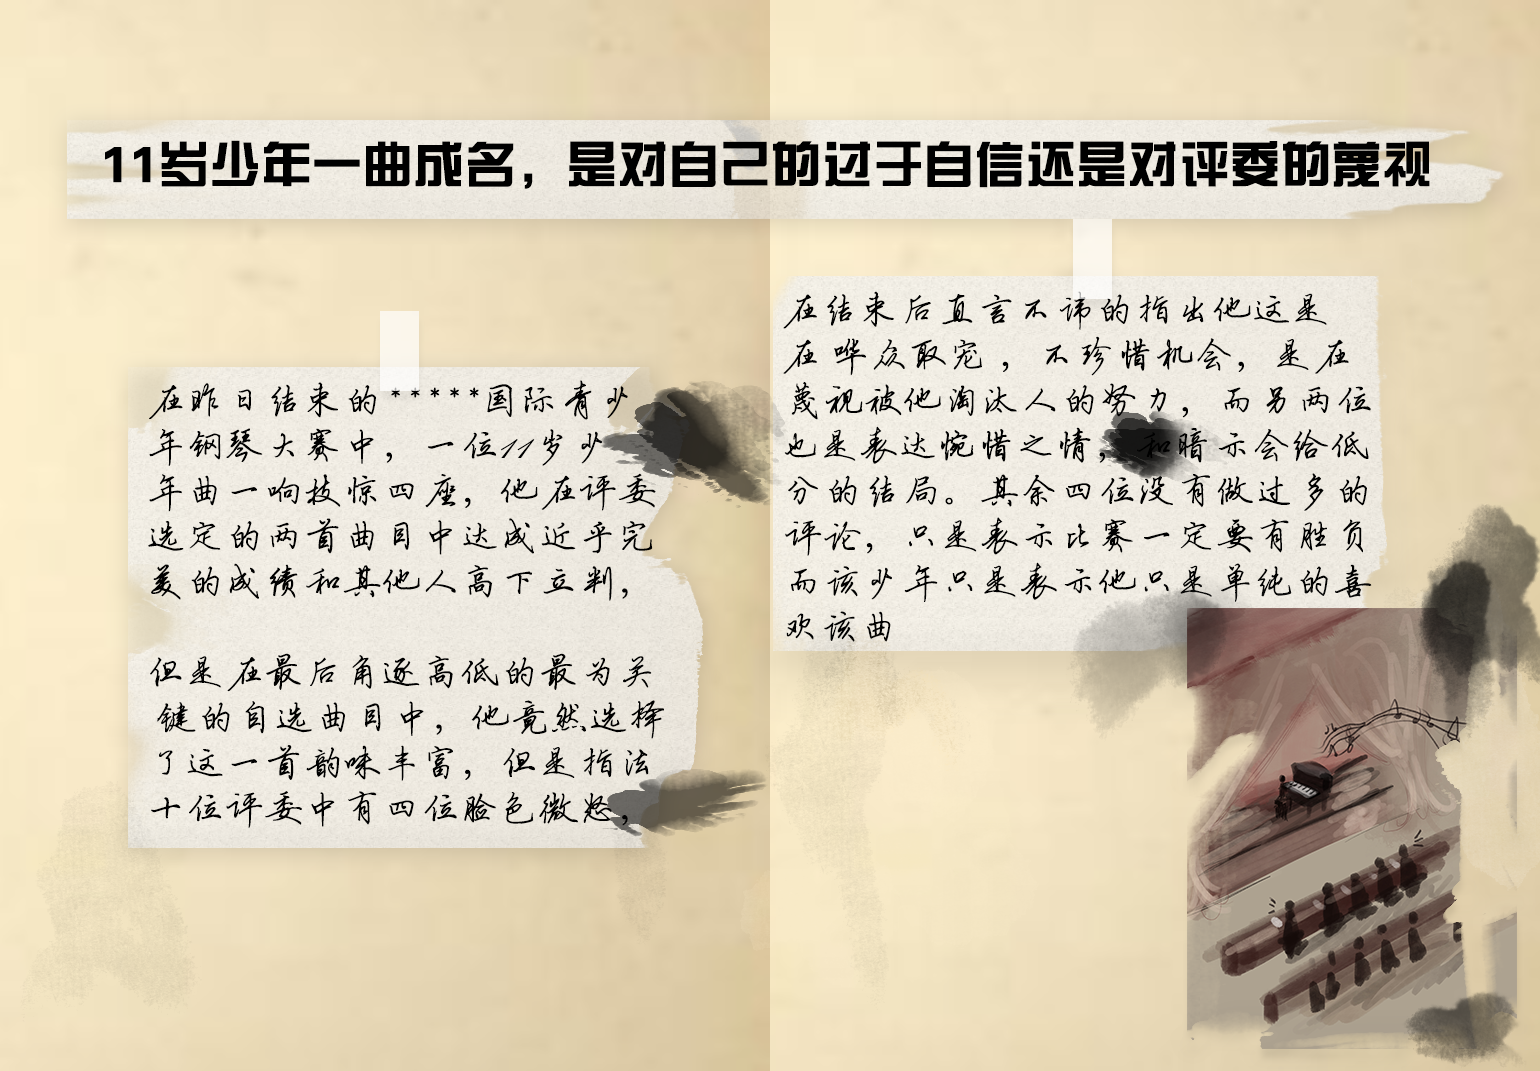 11岁少年一曲成名，是对自己的过于自信还是对评委的蔑视
在昨日结束的*****国际青少
年钢琴大赛中，一位11岁少
年曲一响技惊四座，他在评委
选定的两首曲目中达成近乎完
美的成绩和其他人高下立判，
但是在最后角逐高低的最为关
键的自选曲目中，他竟然选择
了这一首韵味丰富，但是指法
十位评委中有四位脸色微怒，
在结束后直言不讳的指出他这是
在哗众取宠，不珍惜机会，是在
蔑视被他淘汰人的努力，而另两位
也是表达惋惜之情，和暗示会给低
分的结局。其余四位没有做过多的
评论，只是表示比赛一定要有胜负
而该少年只是表示他只是单纯的喜
欢该曲